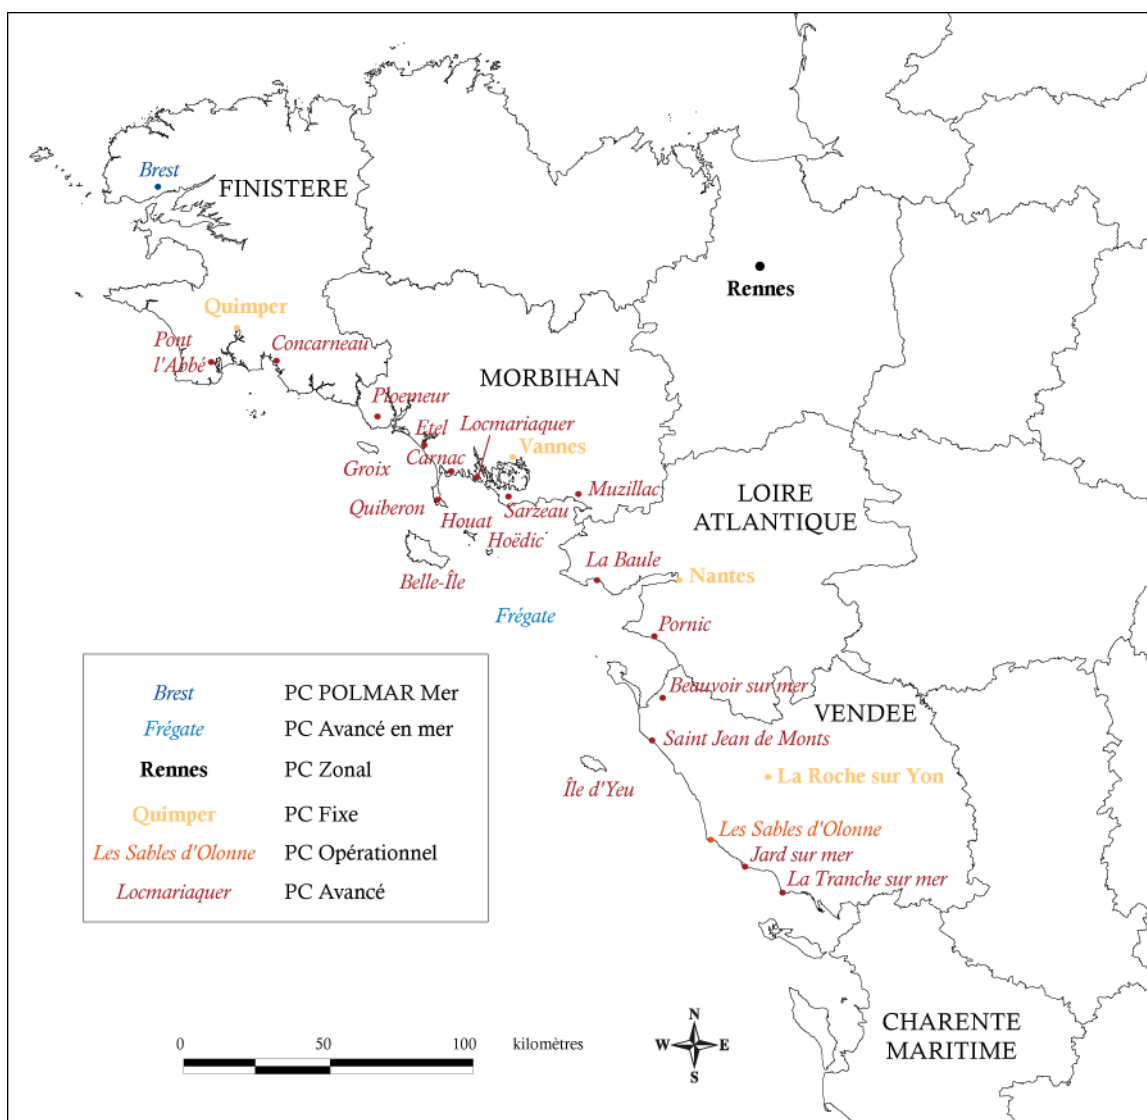 Brest
FINISTERE
Rennes
Quimper
Pont
l'Abbé
Concarneau
MORBIHAN
Ploemeur
Etel
Locmariaquer
Vannes
Carnac
Groix
Muzillac
Quiberon
Houat
Sarzeau
Hoëdic
LOIRE
ATLANTIQUE
La Baule
Nantes
Belle-Île
Frégate
Pornic
Beauvoir sur mer
VENDEE
Saint Jean de Monts
La Roche sur Yon
Île d'Yeu
Les Sables d'Olonne
Jard sur mer
La Tranche sur mer
Brest PC POLMAR Mer
Frégate PC Avancé en mer
Rennes PC Zonal
Quimper PC Fixe
Les Sables d'Olonne PC Opérationnel
Locmariaquer PC Avancé
CHARENTE
MARITIME
0 50 100 kilomètres
N
W E
S